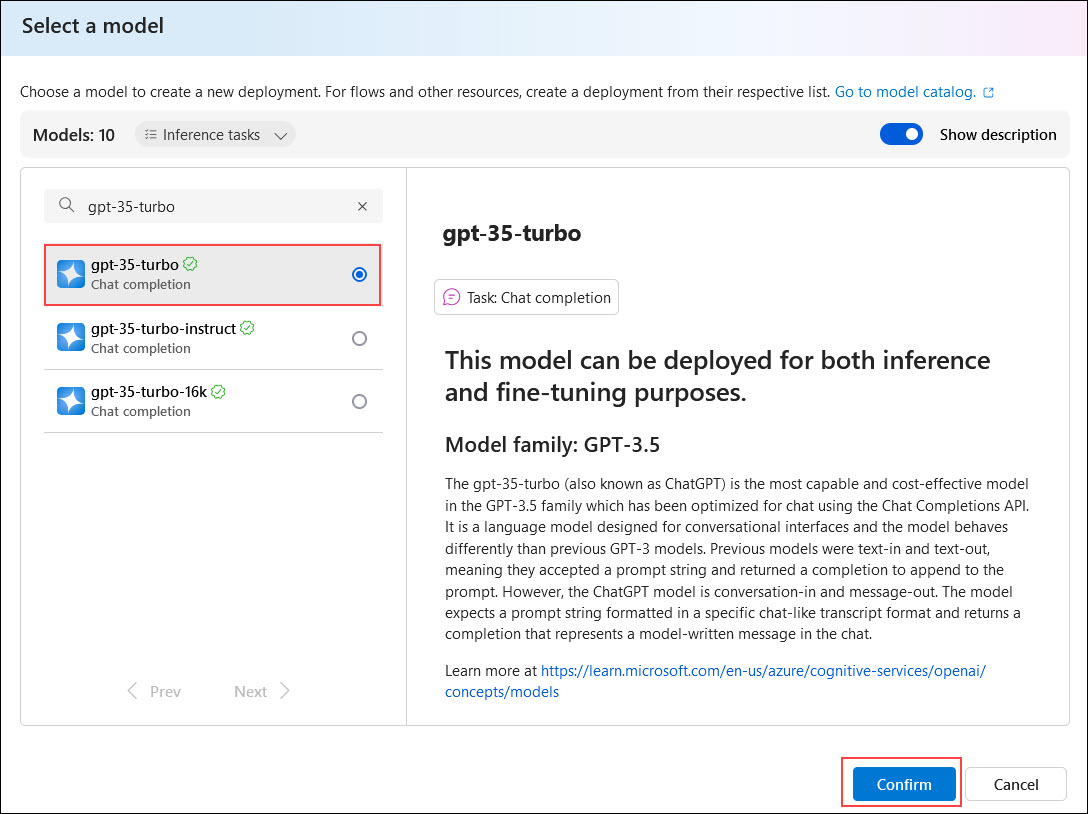 Select a model
Choose a model to create a new deployment. For flows and other resources, create a deployment from their respective list. Go to model catalog.
Models: 10
Inference tasks
Show description
gpt-35-turbo
gpt-35-turbo
Chat completion
gpt-35-turbo-instruct
Chat completion
gpt-35-turbo-16k
Chat completion
Prev
Next
gpt-35-turbo
Task: Chat completion
This model can be deployed for both inference
and fine-tuning purposes.
Model family: GPT-3.5
The gpt-35-turbo (also known as ChatGPT) is the most capable and cost-effective model
in the GPT-3.5 family which has been optimized for chat using the Chat Completions API.
It is a language model designed for conversational interfaces and the model behaves
differently than previous GPT-3 models. Previous models were text-in and text-out,
meaning they accepted a prompt string and returned a completion to append to the
prompt. However, the ChatGPT model is conversation-in and message-out. The model
expects a prompt string formatted in a specific chat-like transcript format and returns a
completion that represents a model-written message in the chat.
Learn more at https://learn.microsoft.com/en-us/azure/cognitive-services/openai/
concepts/models
Confirm
Cancel